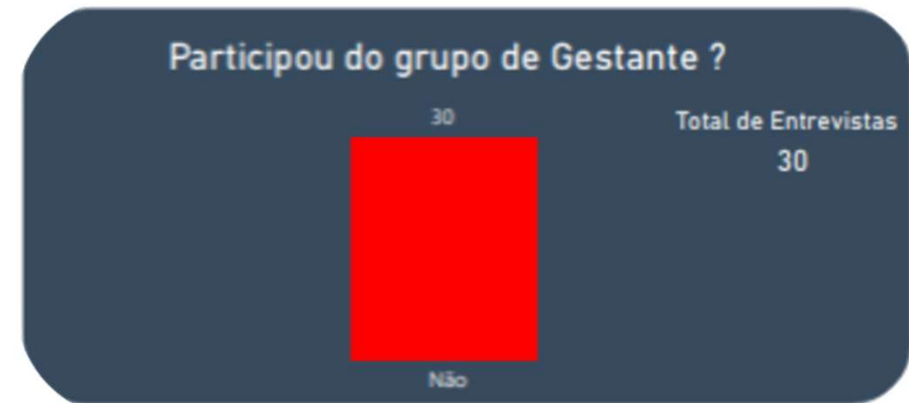 Participou do grupo de Gestante ?
30
Total de Entrevistas
30
Não